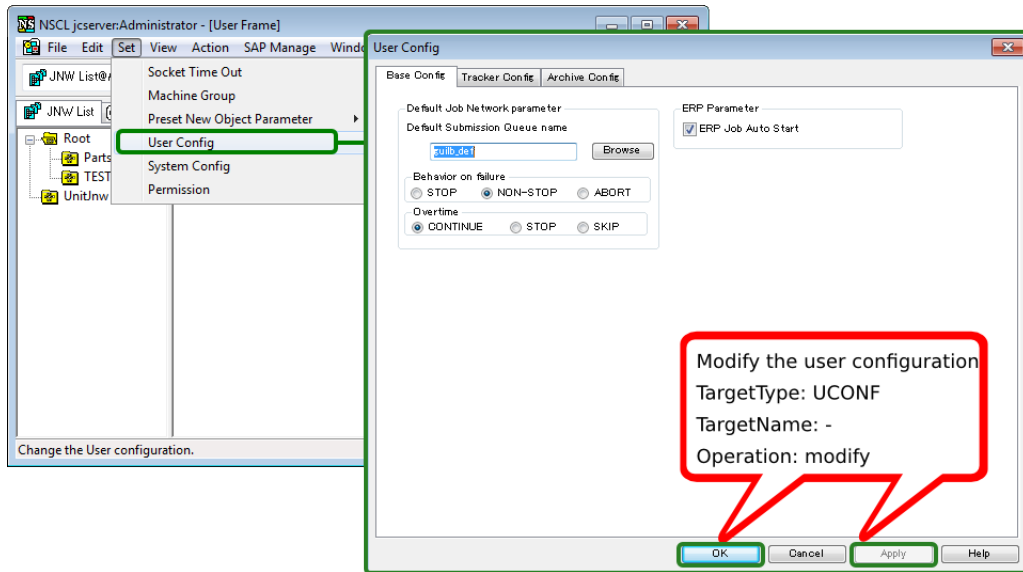 NSCL jcserver:Administrator - [User Frame]
File Edit Set View Action SAP Manage
JNW List@
JNW List
Root
Parts
TEST
UnitJnw
Socket Time Out
Machine Group
Preset New Object Parameter
User Config
System Config
Permission
Change the User configuration.
User Config
Base Config Tracker Config Archive Config
Default Job Network parameter
Default Submission Queue name
guilb_def Browse
Behavior on failure
STOP NON-STOP ABORT
Overtime
CONTINUE STOP SKIP
ERP Parameter
ERP Job Auto Start
Modify the user configuration
TargetType: UCONF
TargetName: -
Operation: modify
OK Cancel Apply Help